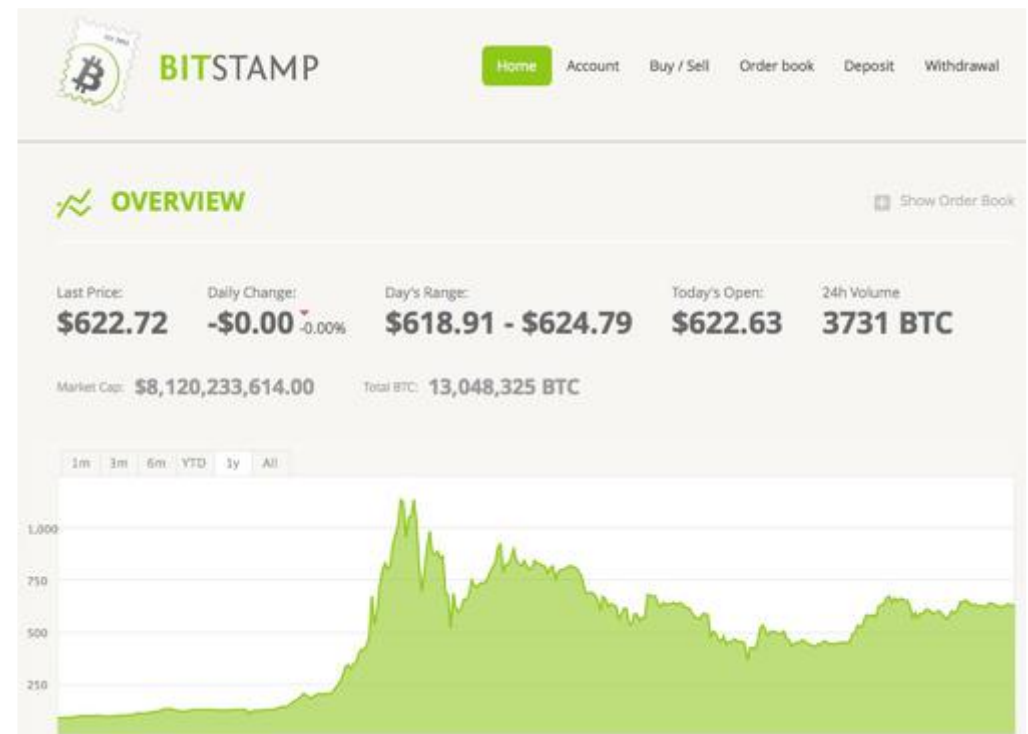 BITSTAMP
Home Account Buy / Sell Order book Deposit Withdrawal
OVERVIEW
Show Order Book
Last Price: Daily Change: Day's Range: Today's Open: 24h Volume
$622.72 -$0.00 -0.00% $618.91 - $624.79 $622.63 3731 BTC
Market Cap: $8,120,233,614.00 Total BTC: 13,048,325 BTC
1m 3m 6m YTD 1y All
1,000
750
500
250